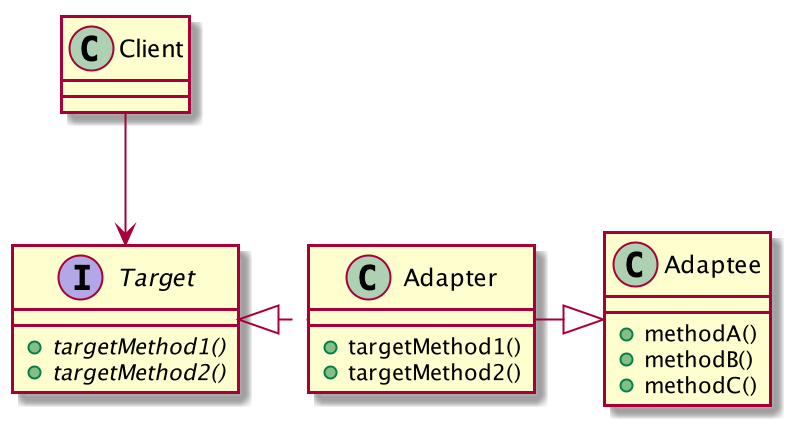 C Client
I Target
targetMethod1()
targetMethod2()
C Adapter
targetMethod1()
targetMethod2()
C Adaptee
methodA()
methodB()
methodC()